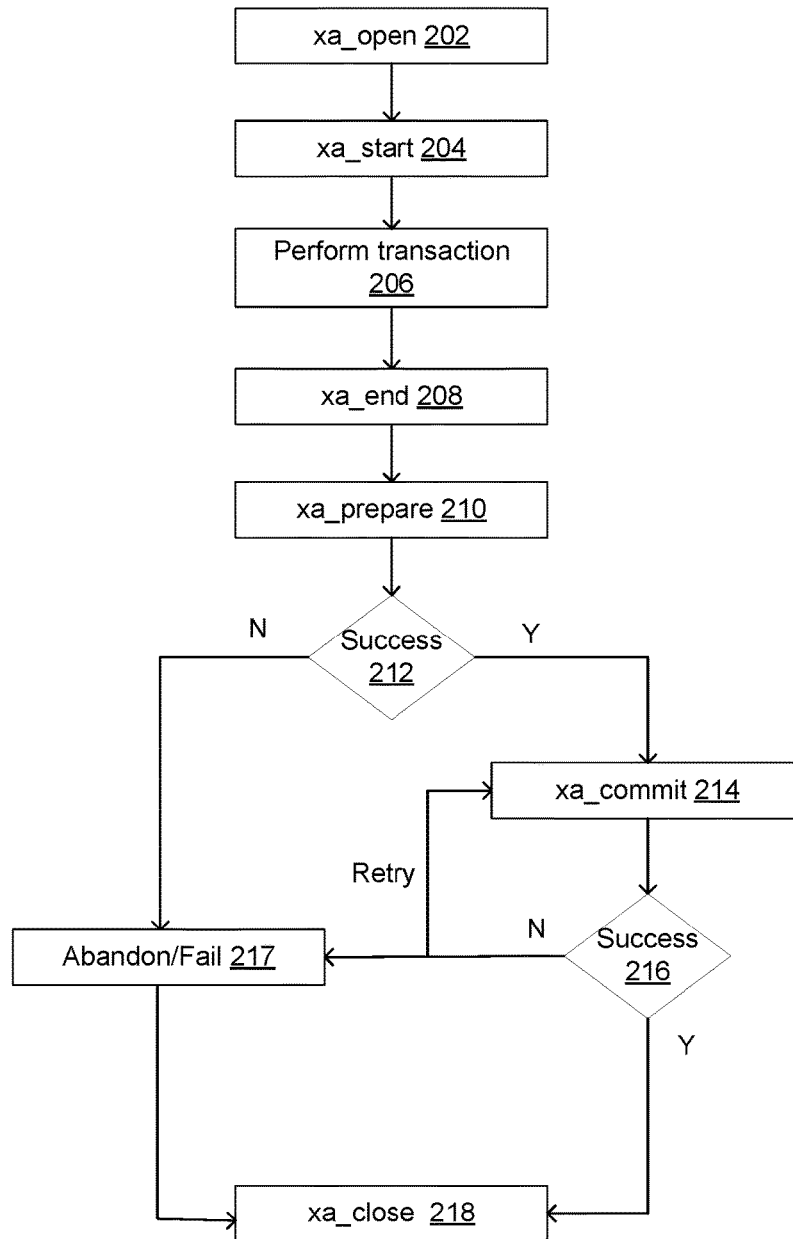 xa_open 202
xa_start 204
Perform transaction
206
xa_end 208
xa_prepare 210
N
Y
Success
212
xa_commit 214
Retry
N
Success
216
Abandon/Fail 217
Y
xa_close 218